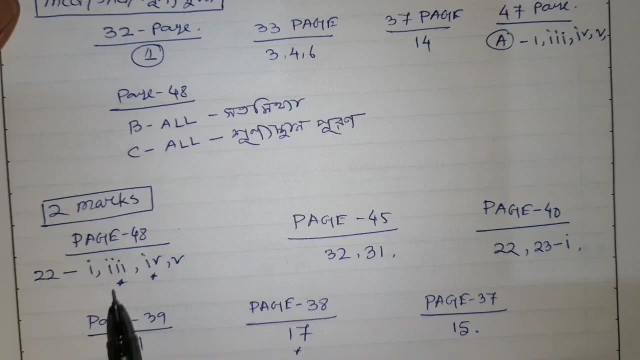 32-Page.
1
33 PAGE
3,4,6
37 PAGE
14
47 Page.
A - i, iii, iv, v,
Page-48
B- ALL - সত্য মিথ্যা
C- ALL - শূন্যস্থান পূরণ
2 marks
PAGE-48
22 - i, iii, iv, v
PAGE -45
32, 31.
PAGE-40
22, 23-i.
Page-39
PAGE-38
17
PAGE-37
15.